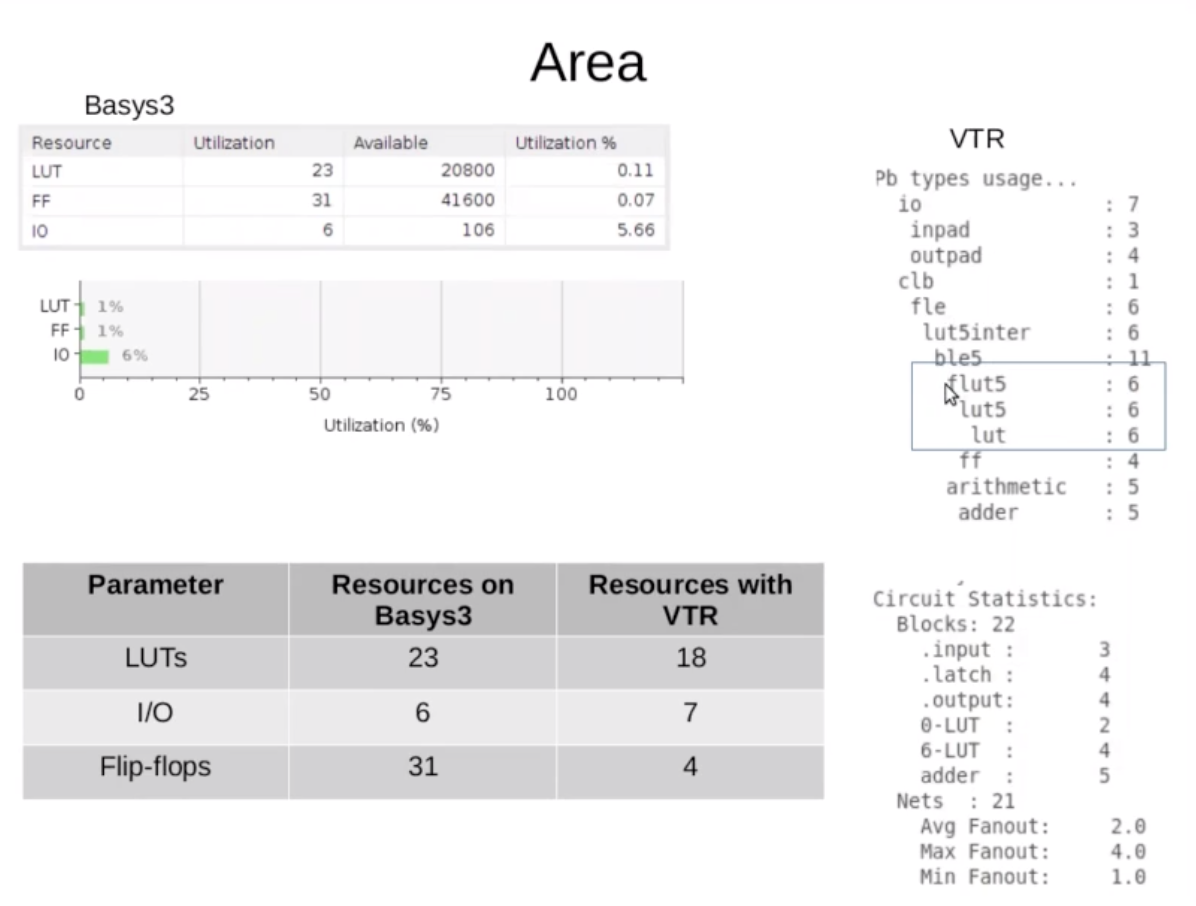 Area
Basys3
Resource Utilization Available Utilization %
LUT 23 20800 0.11
FF 31 41600 0.07
IO 6 106 5.66
LUT 1%
FF 1%
IO 6%
0 25 50 75 100
Utilization (%)
Parameter Resources on Basys3 Resources with VTR
LUTs 23 18
I/O 6 7
Flip-flops 31 4
VTR
Pb types usage...
io : 7
inpad : 3
outpad : 4
clb : 1
fle : 6
lut5inter : 6
ble5 : 11
flut5 : 6
lut5 : 6
lut : 6
ff : 4
arithmetic : 5
adder : 5
Circuit Statistics:
Blocks: 22
.input : 3
.latch : 4
.output: 4
0-LUT : 2
6-LUT : 4
adder : 5
Nets : 21
Avg Fanout: 2.0
Max Fanout: 4.0
Min Fanout: 1.0